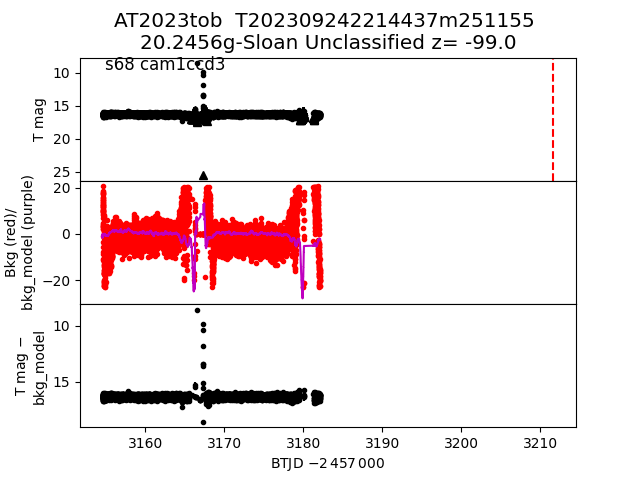 AT2023tob T202309242214437m251155
20.2456g-Sloan Unclassified z= -99.0
s68 cam1ccd3
T mag
10
15
20
25
Bkg (red)/
bkg_model (purple)
20
0
−20
T mag −
bkg_model
10
15
3160 3170 3180 3190 3200 3210
BTJD −2 457 000